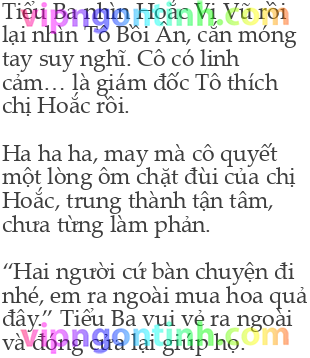 Tiểu Ba nhìn Hoắc Vi Vũ rồi
lại nhìn Tô Bồi Ân, cắn móng
tay suy nghĩ. Cô có linh
cảm… là giám đốc Tô thích
chị Hoắc rồi.
Ha ha ha, may mà cô quyết
một lòng ôm chặt đùi của chị
Hoắc, trung thành tận tâm,
chưa từng làm phản.
“Hai người cứ bàn chuyện đi
nhé, em ra ngoài mua hoa quả
đây.” Tiểu Ba vui vẻ ra ngoài
và đóng cửa lại giúp họ.
vipngontinh.com
vipngontinh.com